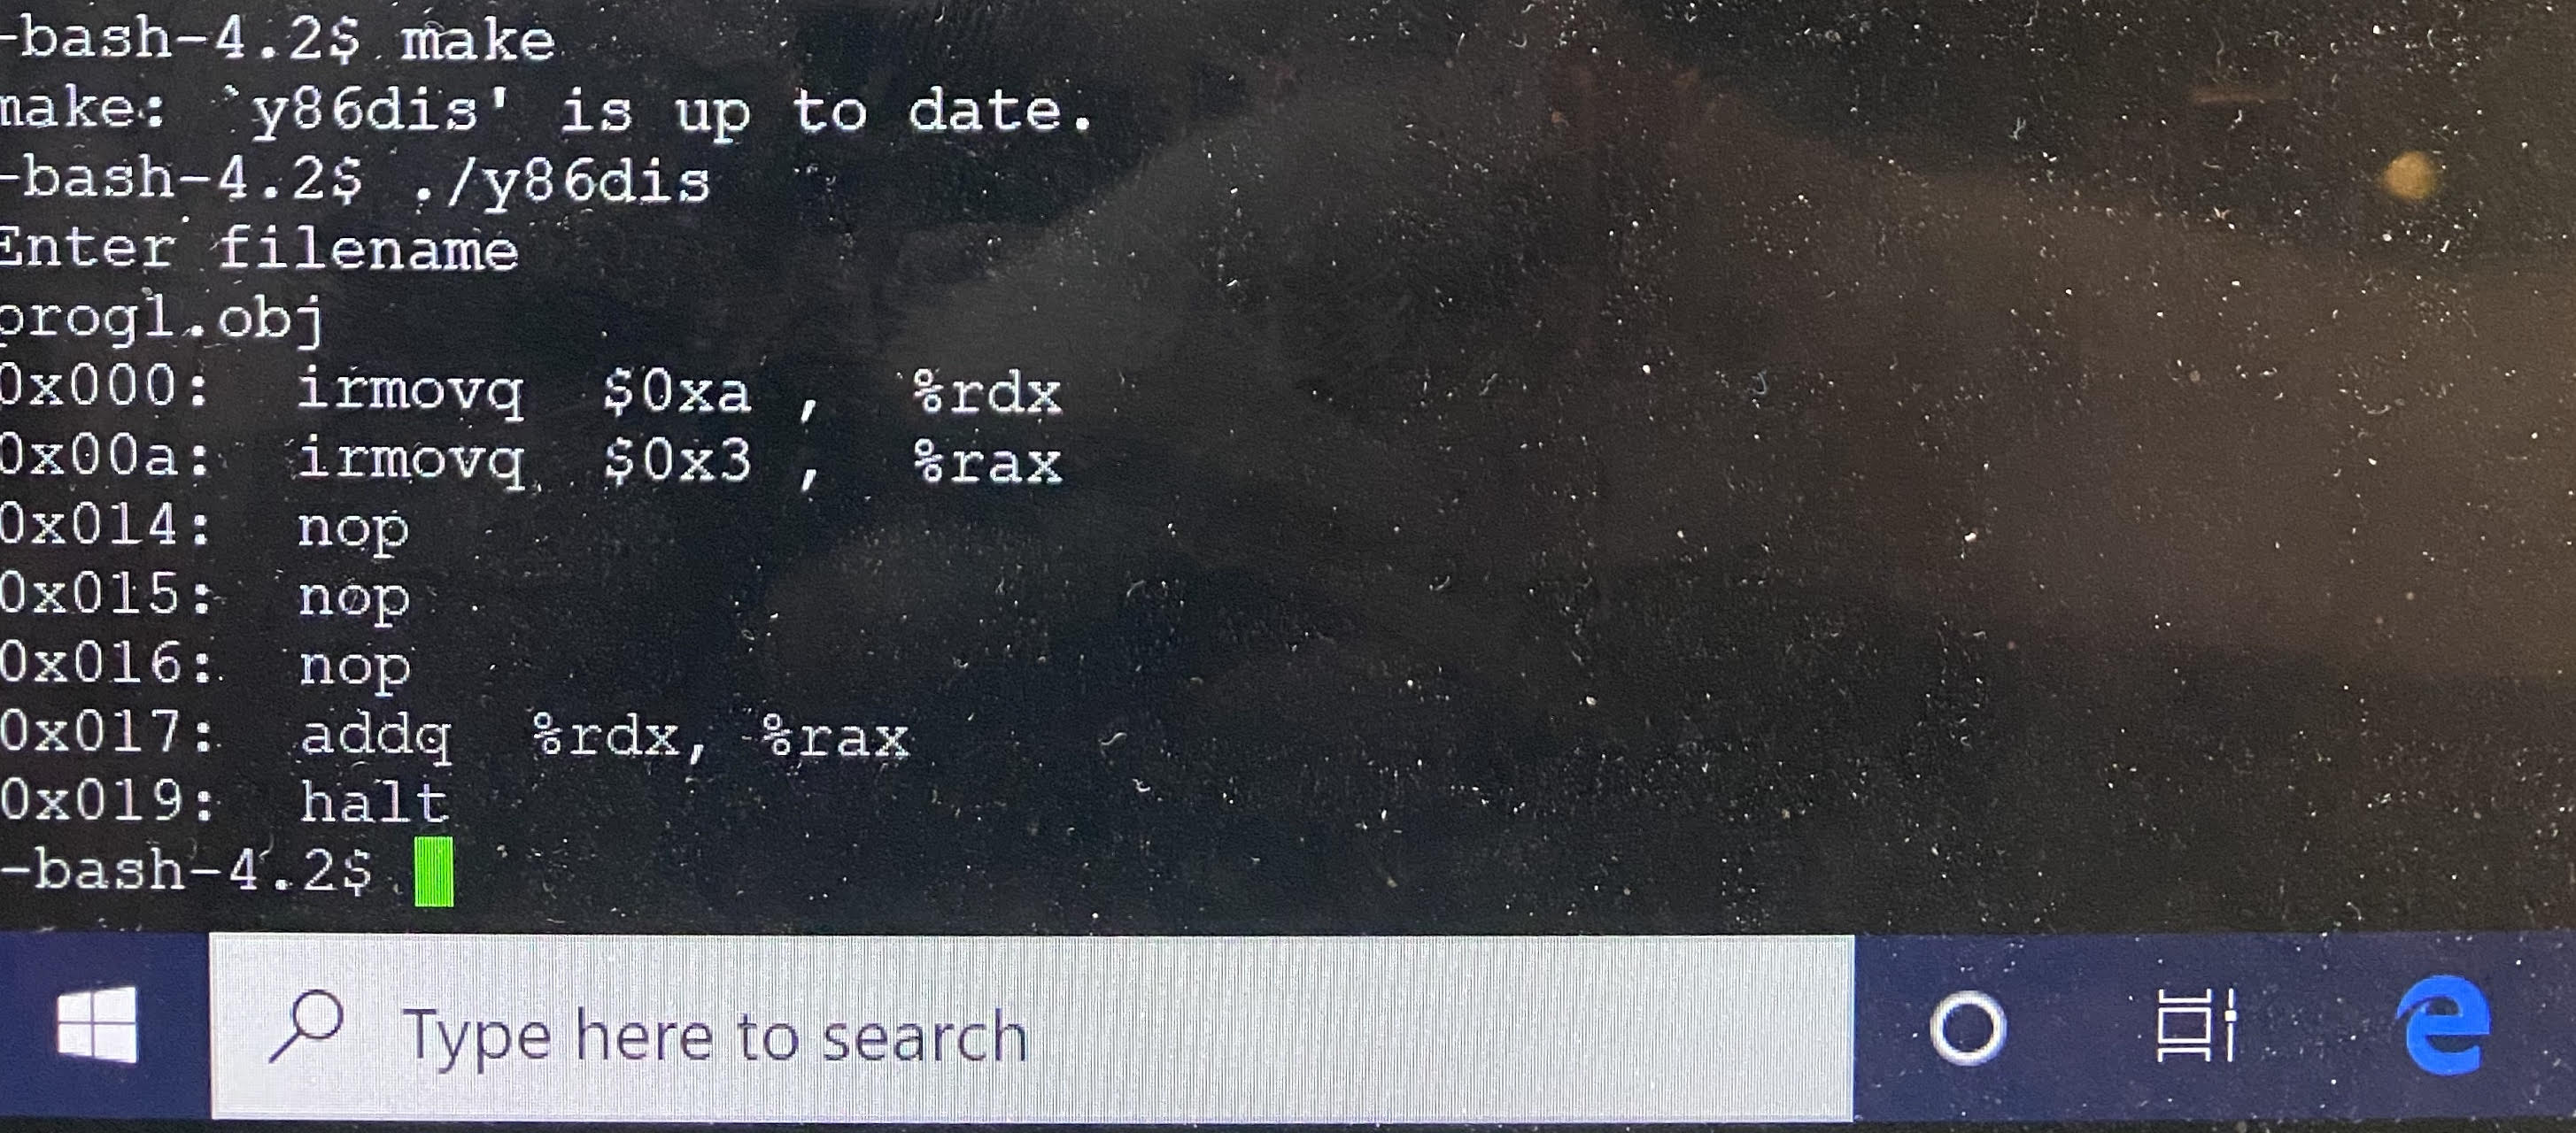 -bash-4.2$ make
make: `y86dis' is up to date.
-bash-4.2$ ./y86dis
Enter filename
prog1.obj
0x000:  irmovq  $0xa ,  %rdx
0x00a:  irmovq  $0x3 ,  %rax
0x014:  nop
0x015:  nop
0x016:  nop
0x017:  addq  %rdx, %rax
0x019:  halt
-bash-4.2$
Type here to search